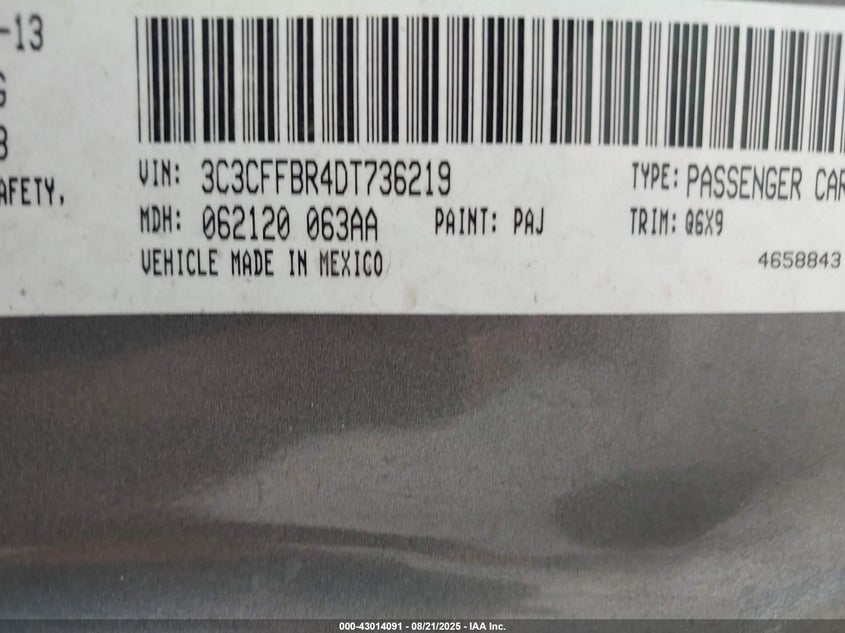 -13
G
8
AFETY,
VIN: 3C3CFFBR4DT736219 TYPE: PASSENGER CAR
MDH: 062120 063AA PAINT: PAJ TRIM: Q6X9
VEHICLE MADE IN MEXICO 4658843
000-43014091 - 08/21/2025 - IAA Inc.